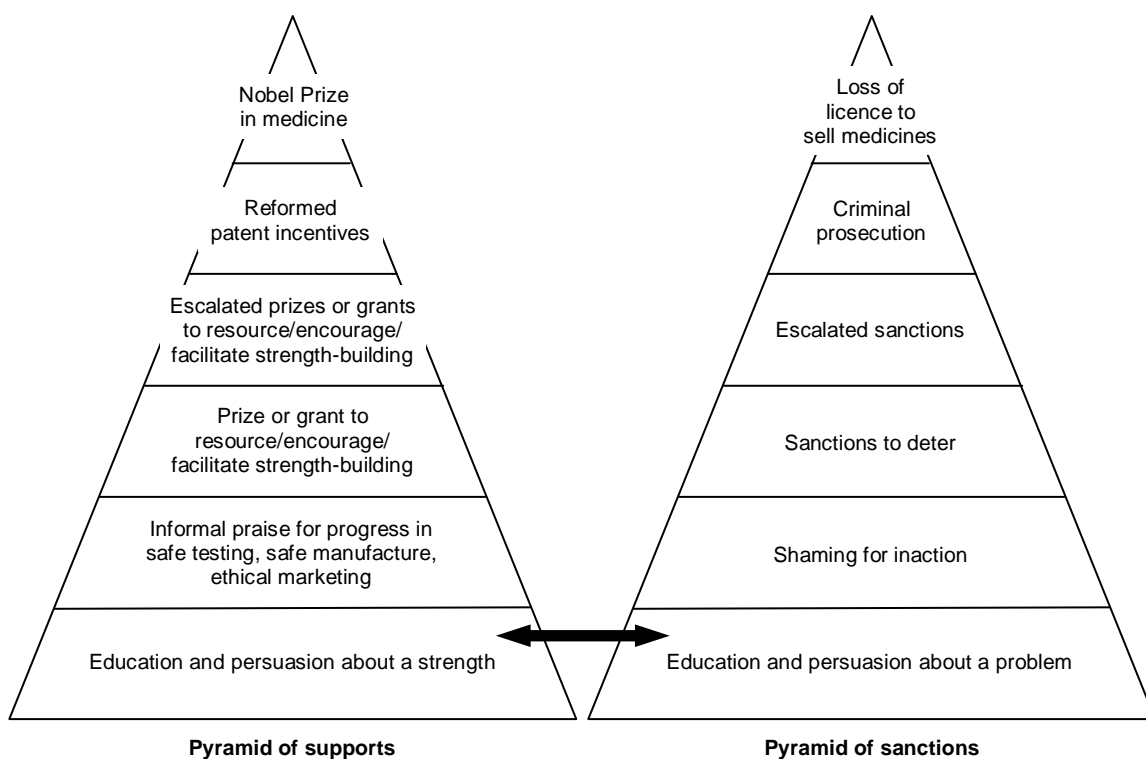 Nobel Prize
in medicine
Reformed
patent incentives
Escalated prizes or grants
to resource/encourage/
facilitate strength-building
Prize or grant to
resource/encourage/
facilitate strength-building
Informal praise for progress in
safe testing, safe manufacture,
ethical marketing
Education and persuasion about a strength
Pyramid of supports
Loss of
licence to
sell medicines
Criminal
prosecution
Escalated sanctions
Sanctions to deter
Shaming for inaction
Education and persuasion about a problem
Pyramid of sanctions